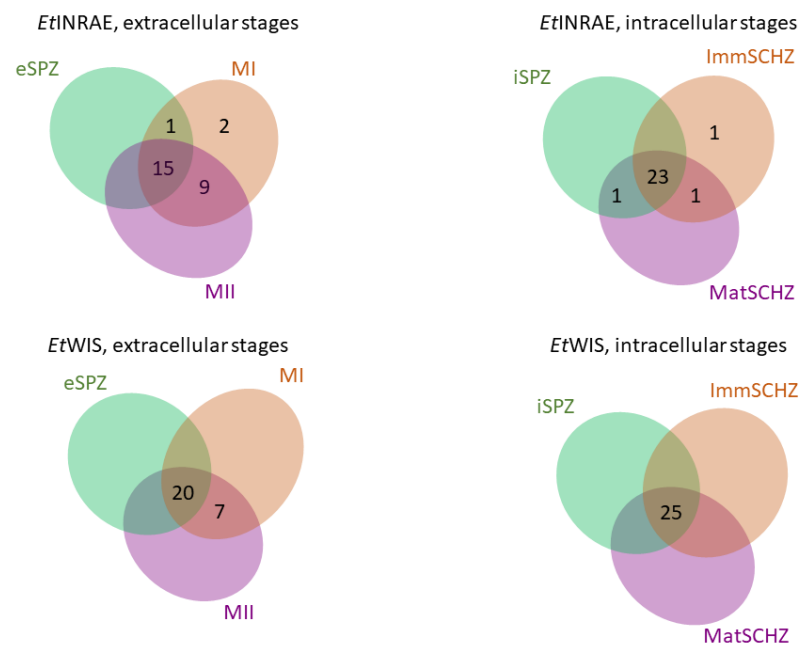 EtINRAE, extracellular stages
eSPZ
MI
1
2
15
9
MII
EtINRAE, intracellular stages
ImmSCHZ
iSPZ
1
23
1
1
MatSCHZ
EtWIS, extracellular stages
MI
eSPZ
20
7
MII
EtWIS, intracellular stages
ImmSCHZ
iSPZ
25
MatSCHZ